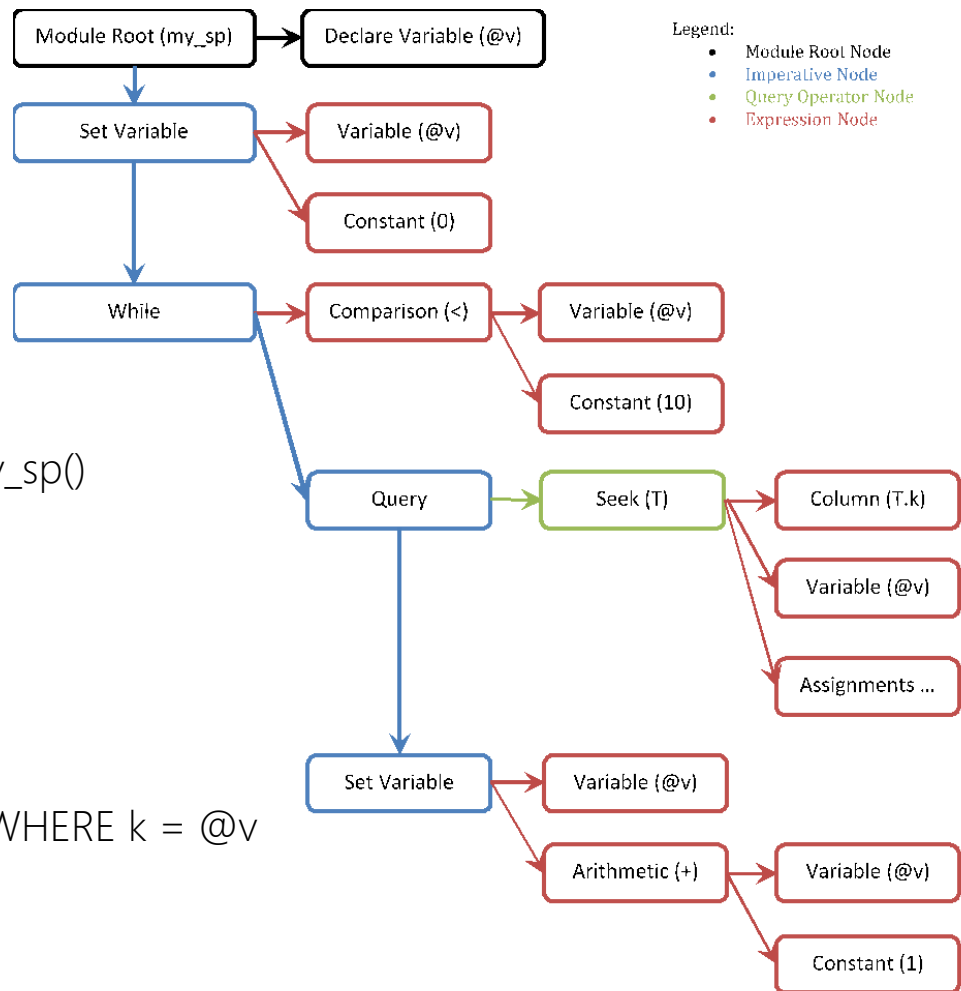 Module Root (my_sp)
Declare Variable (@v)
Legend:
• Module Root Node
• Imperative Node
• Query Operator Node
• Expression Node
Set Variable
Variable (@v)
Constant (0)
While
Comparison (<)
Variable (@v)
Constant (10)
_sp()
Query
Seek (T)
Column (T.k)
Variable (@v)
Assignments ...
Set Variable
Variable (@v)
WHERE k = @v
Arithmetic (+)
Variable (@v)
Constant (1)